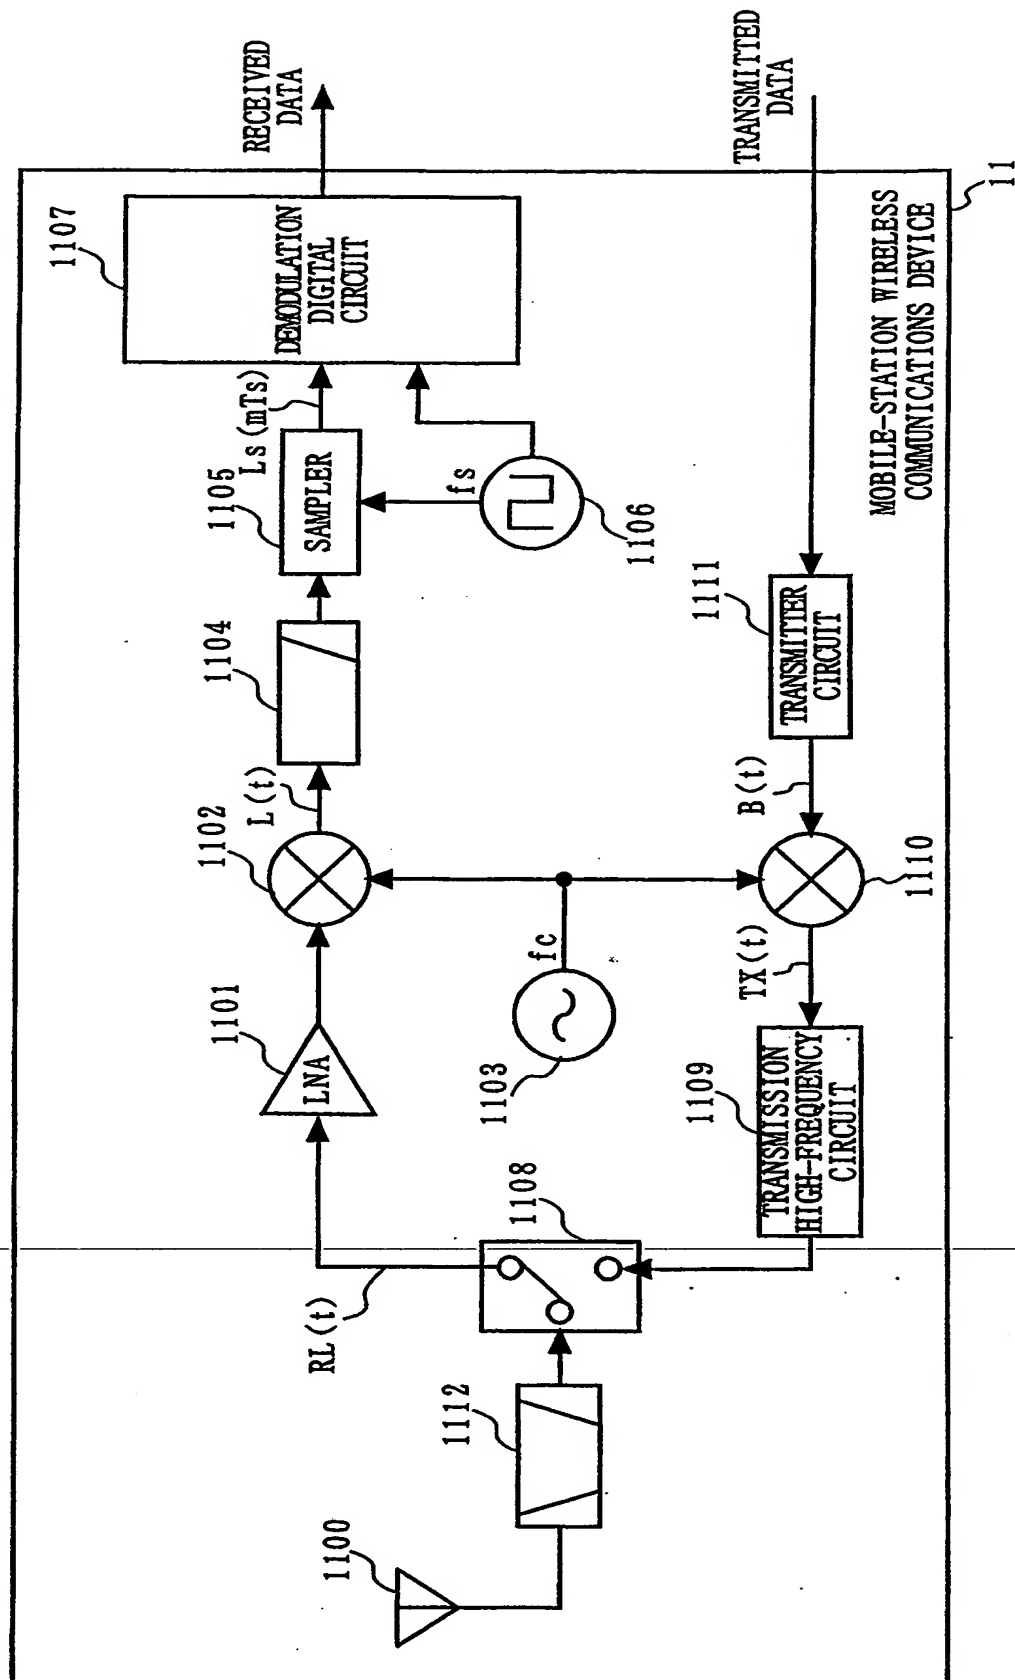 1107
DEMODULATION
DIGITAL
CIRCUIT
RECEIVED
DATA
1105
Ls(mTs)
SAMPLER
fs
1106
1104
L(t)
1102
1101
LNA
fc
1103
RL(t)
1108
1112
1100
TRANSMITTED
DATA
1111
TRANSMITTER
CIRCUIT
B(t)
1110
TX(t)
1109
TRANSMISSION
HIGH-FREQUENCY
CIRCUIT
MOBILE-STATION WIRELESS
COMMUNICATIONS DEVICE
11